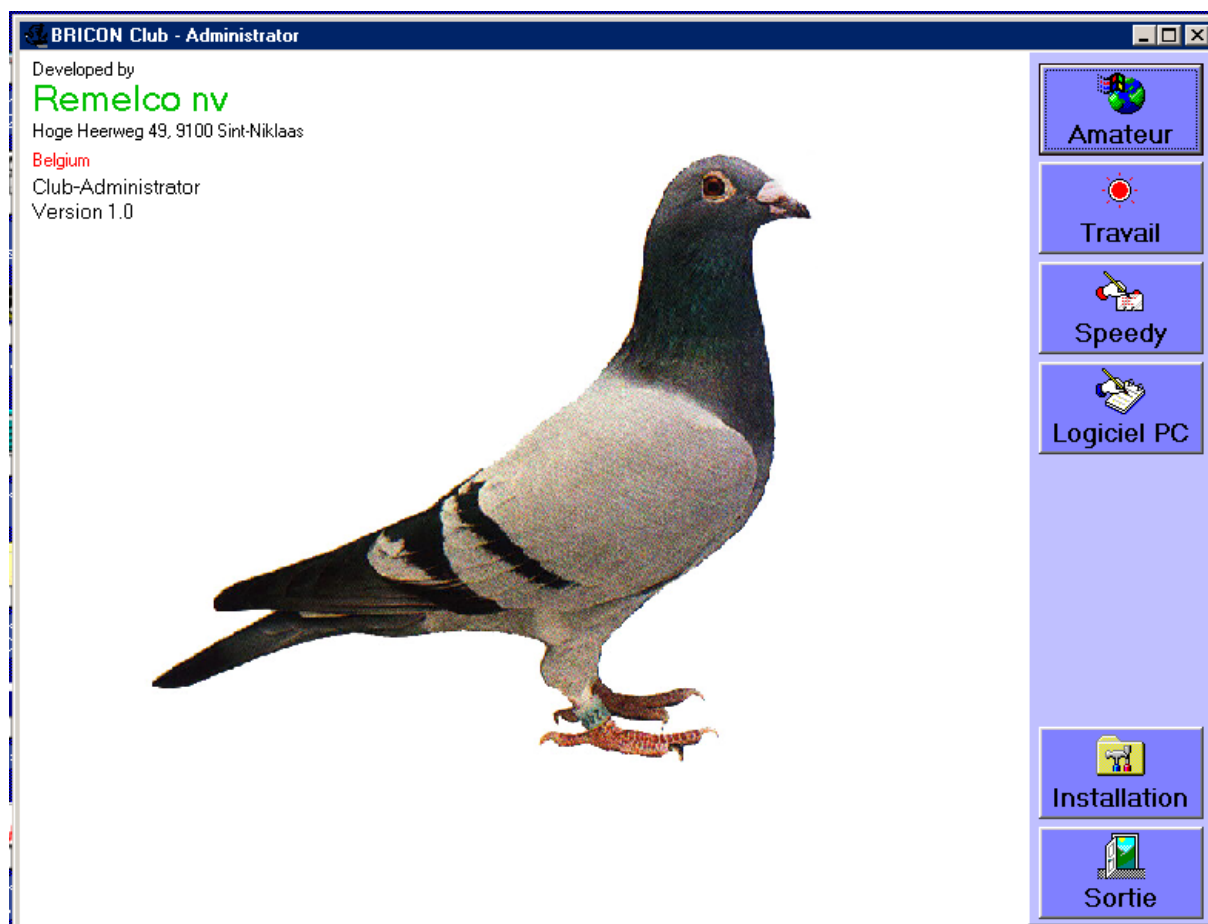 BRICON Club - Administrator
Developed by
Remelco nv
Hoge Heerweg 49, 9100 Sint-Niklaas
Belgium
Club-Administrator
Version 1.0
Amateur
Travail
Speedy
Logiciel PC
Installation
Sortie